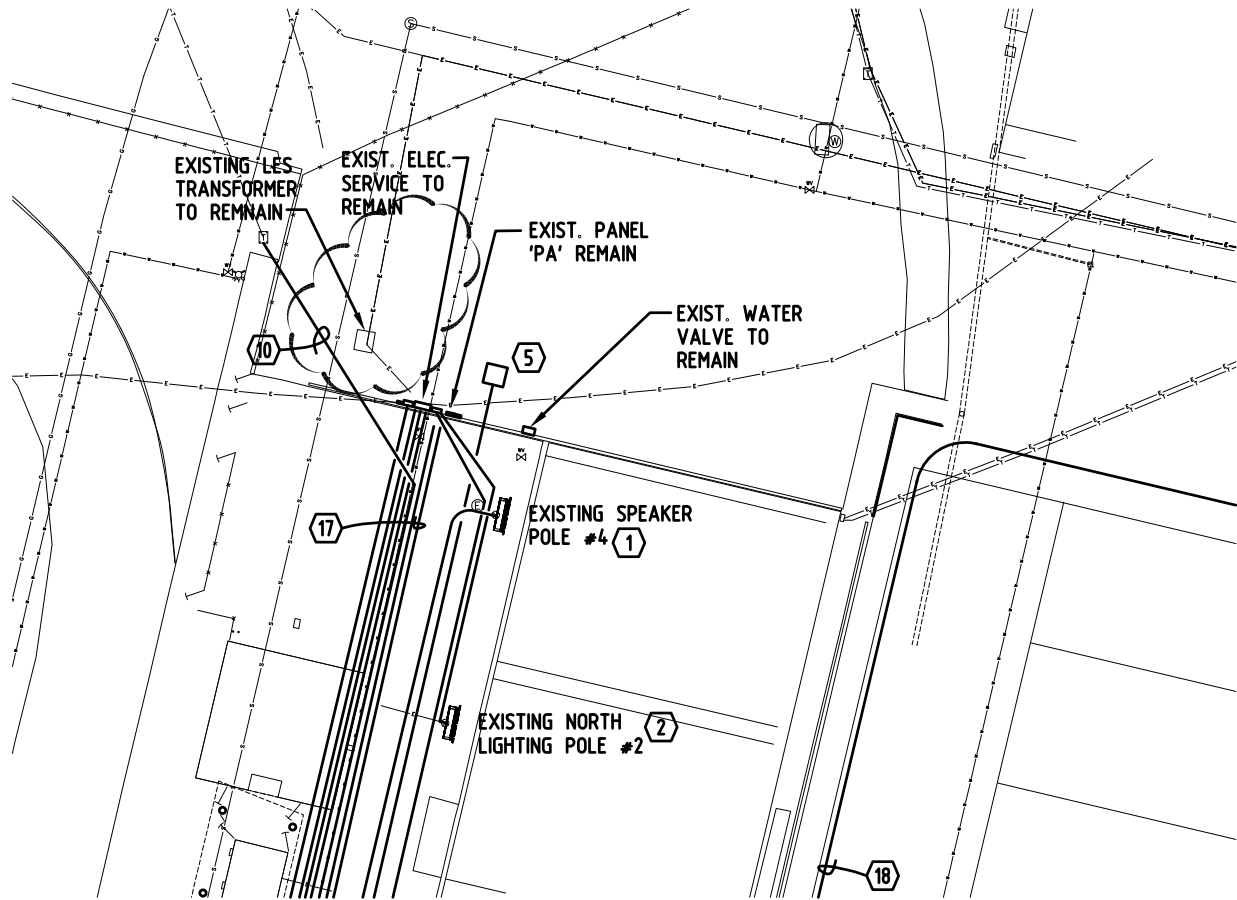 EXISTING LES
TRANSFORMER
TO REMNAIN
EXIST. ELEC.
SERVICE TO
REMAIN
EXIST. PANEL
'PA' REMAIN
EXIST. WATER
VALVE TO
REMAIN
10
5
17
EXISTING SPEAKER
POLE #4
1
EXISTING NORTH
LIGHTING POLE #2
2
18
S
W
E